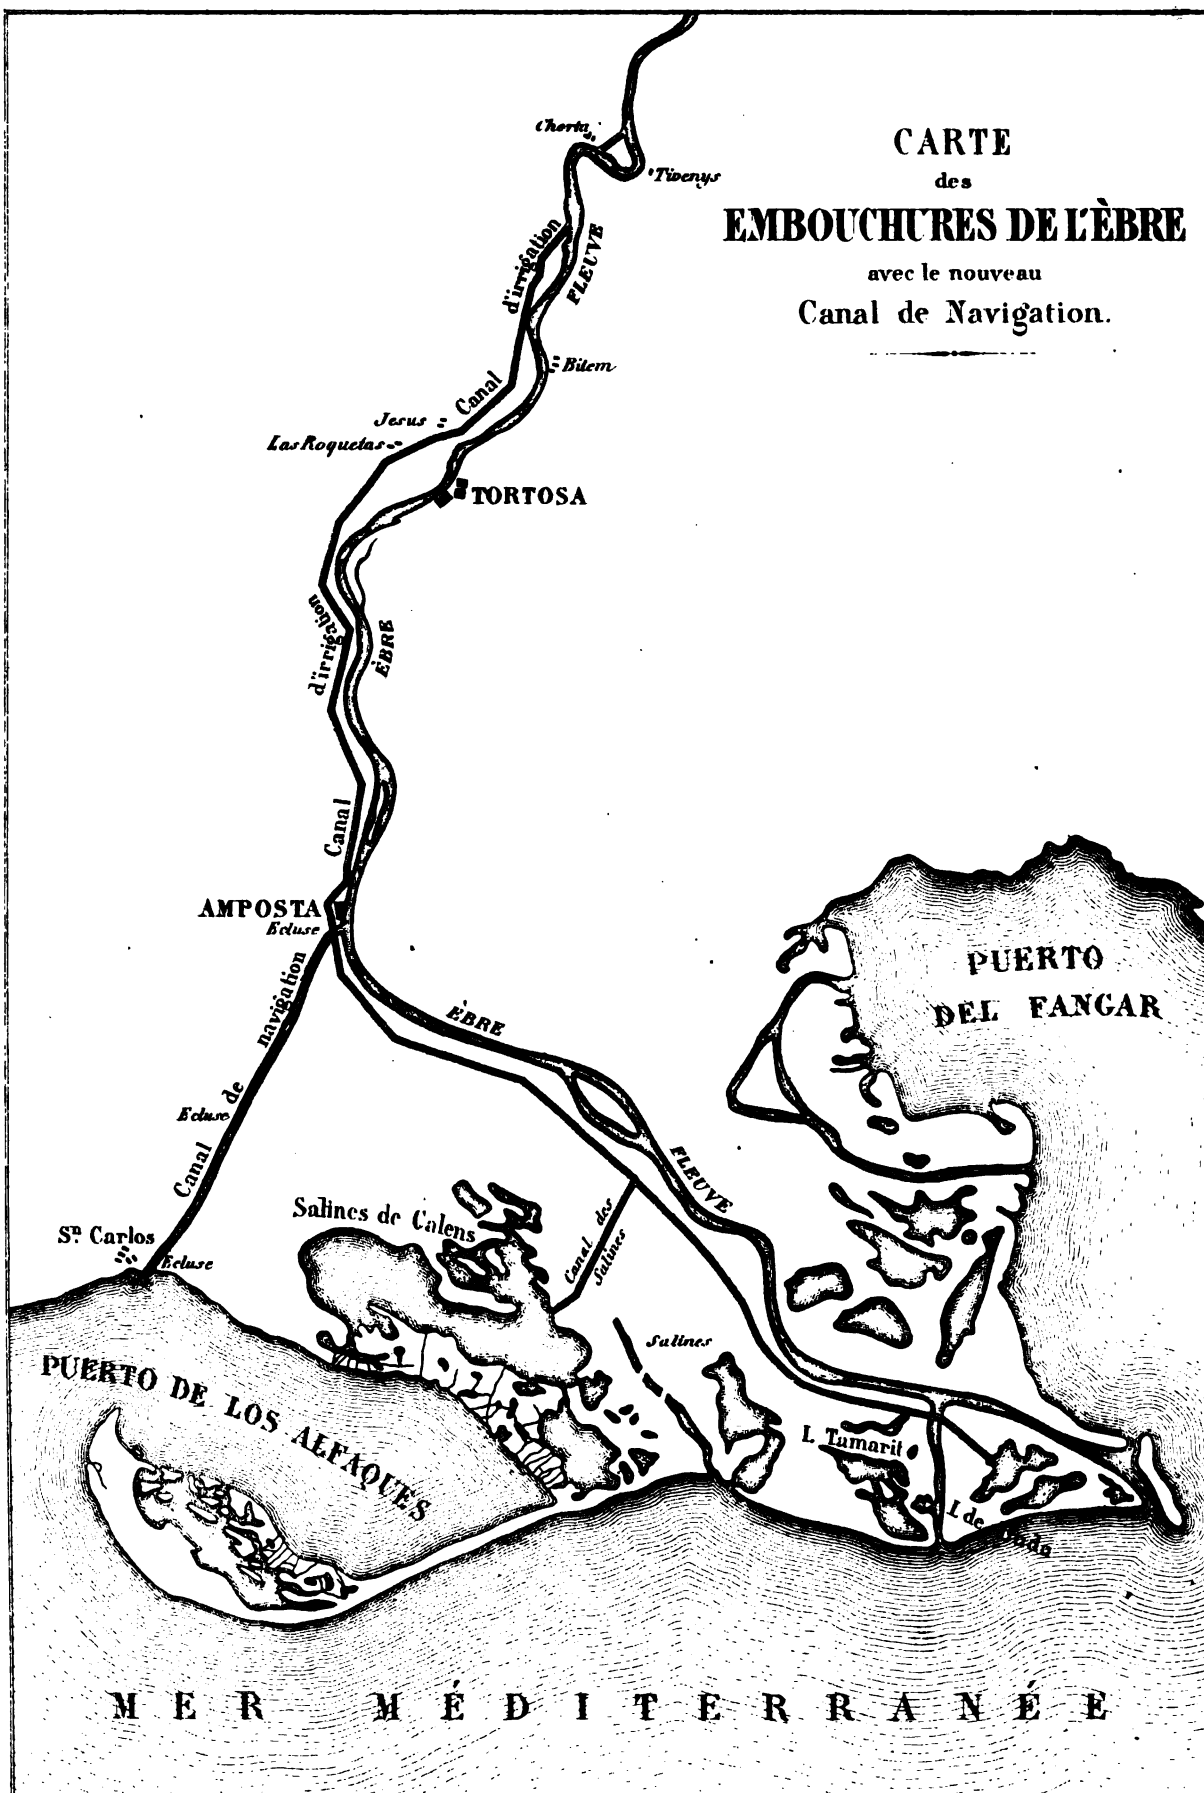 CARTE
des
EMBOUCHURES DE L'ÈBRE
avec le nouveau
Canal de Navigation.
Cherta
Tivenys
d'irrigation
FLEUVE
Bitem
Canal
Jesus
Las Roquetas
TORTOSA
d'irrigation
ÈBRE
Canal
AMPOSTA
Ecluse
navigation
PUERTO
DEL FANGAR
ÈBRE
de
Ecluse
Canal
FLEUVE
Salines de Calens
Canal des
Salines
Sn. Carlos
Ecluse
Salines
PUERTO DE LOS ALFAQUES
I. Tamarit
I. de
MER MÉDITERRANÉE